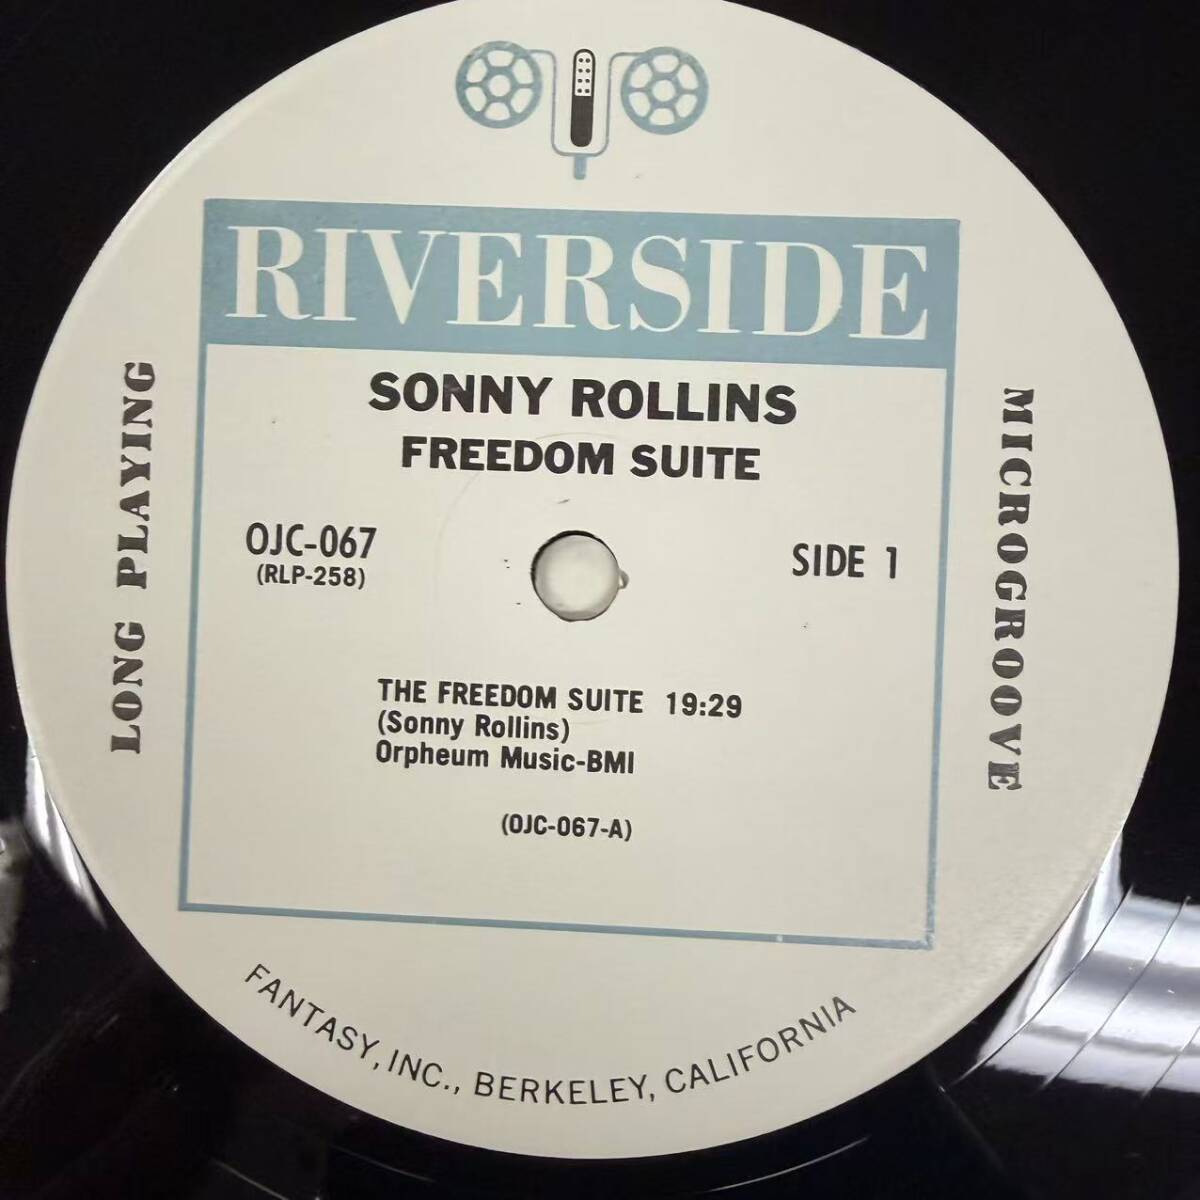 RIVERSIDE
SONNY ROLLINS
FREEDOM SUITE
OJC-067
(RLP-258)
SIDE 1
LONG PLAYING
MICROGROOVE
THE FREEDOM SUITE 19:29
(Sonny Rollins)
Orpheum Music-BMI
(OJC-067-A)
FANTASY, INC., BERKELEY, CALIFORNIA